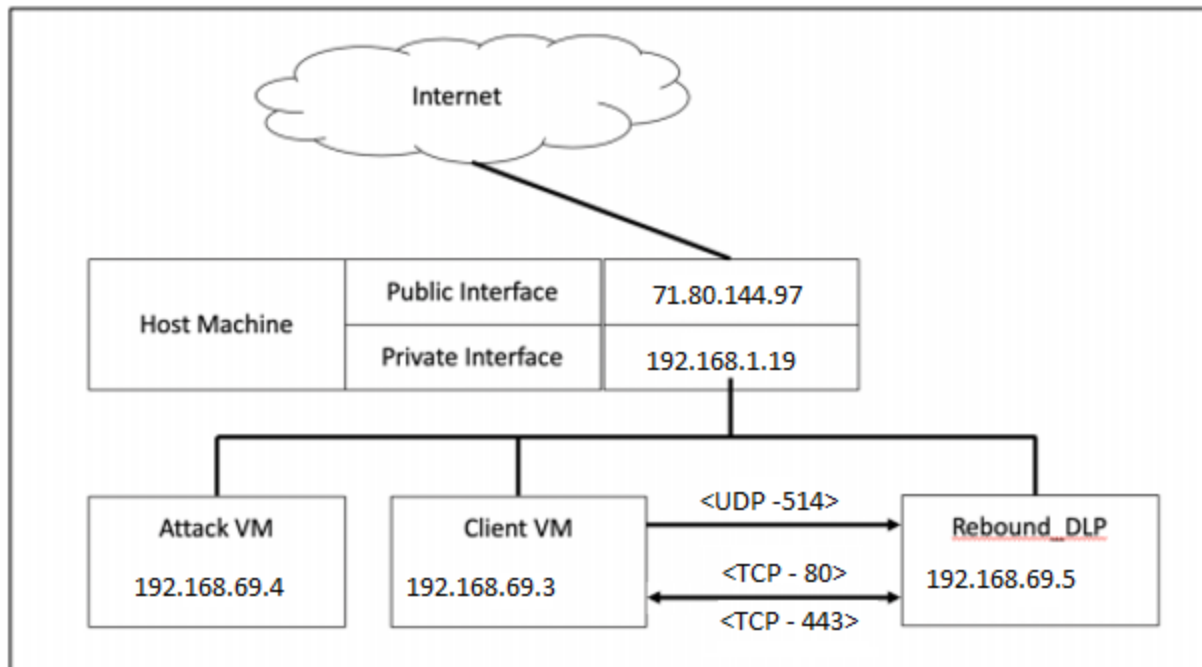 Internet
Host Machine
Public Interface
71.80.144.97
Private Interface
192.168.1.19
Attack VM
192.168.69.4
Client VM
192.168.69.3
<UDP -514>
<TCP - 80>
<TCP - 443>
Rebound_DLP
192.168.69.5